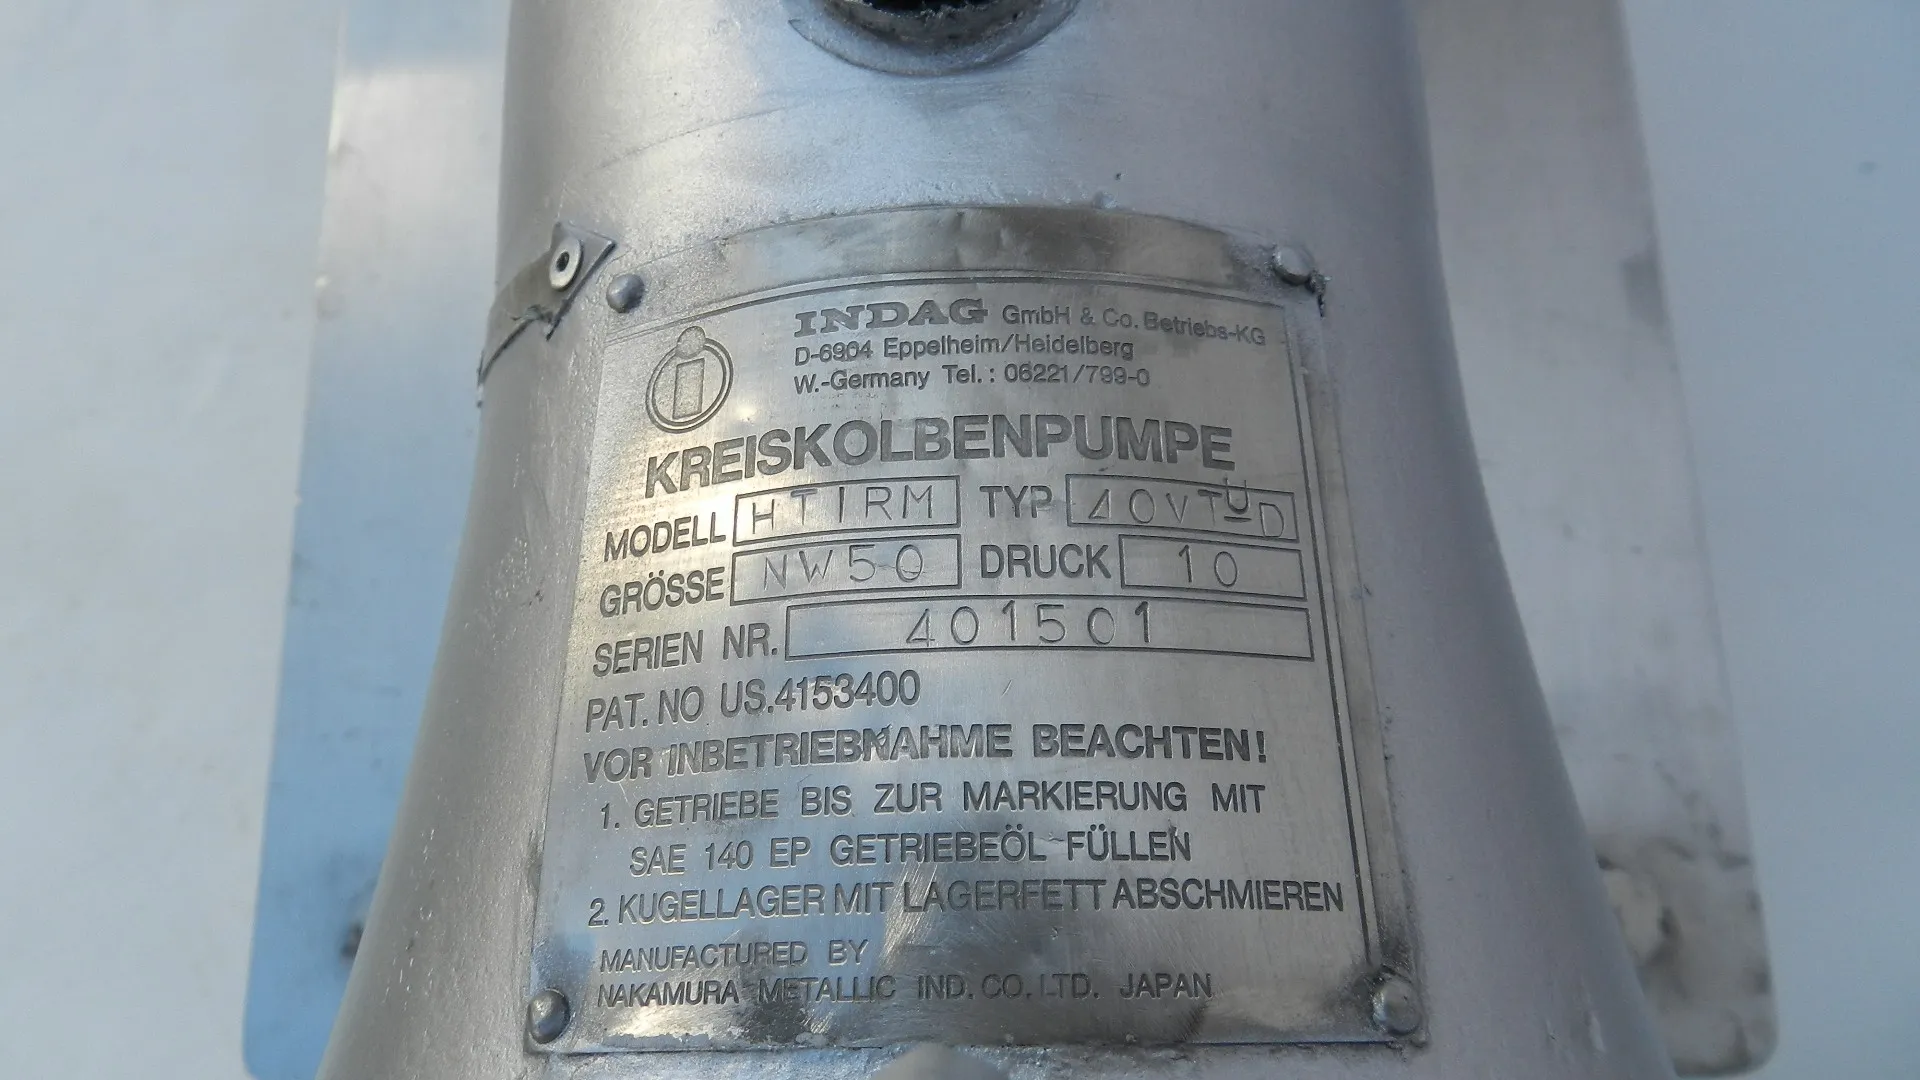 INDAG GmbH & Co. Betriebs-KG
D-6904 Eppelheim/Heidelberg
W.-Germany Tel.: 06221/799-0
i
KREISKOLBENPUMPE
MODELL HTIRM TYP 40VTUD
GRÖSSE NW50 DRUCK 10
SERIEN NR. 401501
PAT. NO US.4153400
VOR INBETRIEBNAHME BEACHTEN!
1. GETRIEBE BIS ZUR MARKIERUNG MIT
SAE 140 EP GETRIEBEÖL FÜLLEN
2. KUGELLAGER MIT LAGERFETT ABSCHMIEREN
MANUFACTURED BY
NAKAMURA METALLIC IND. CO. LTD. JAPAN